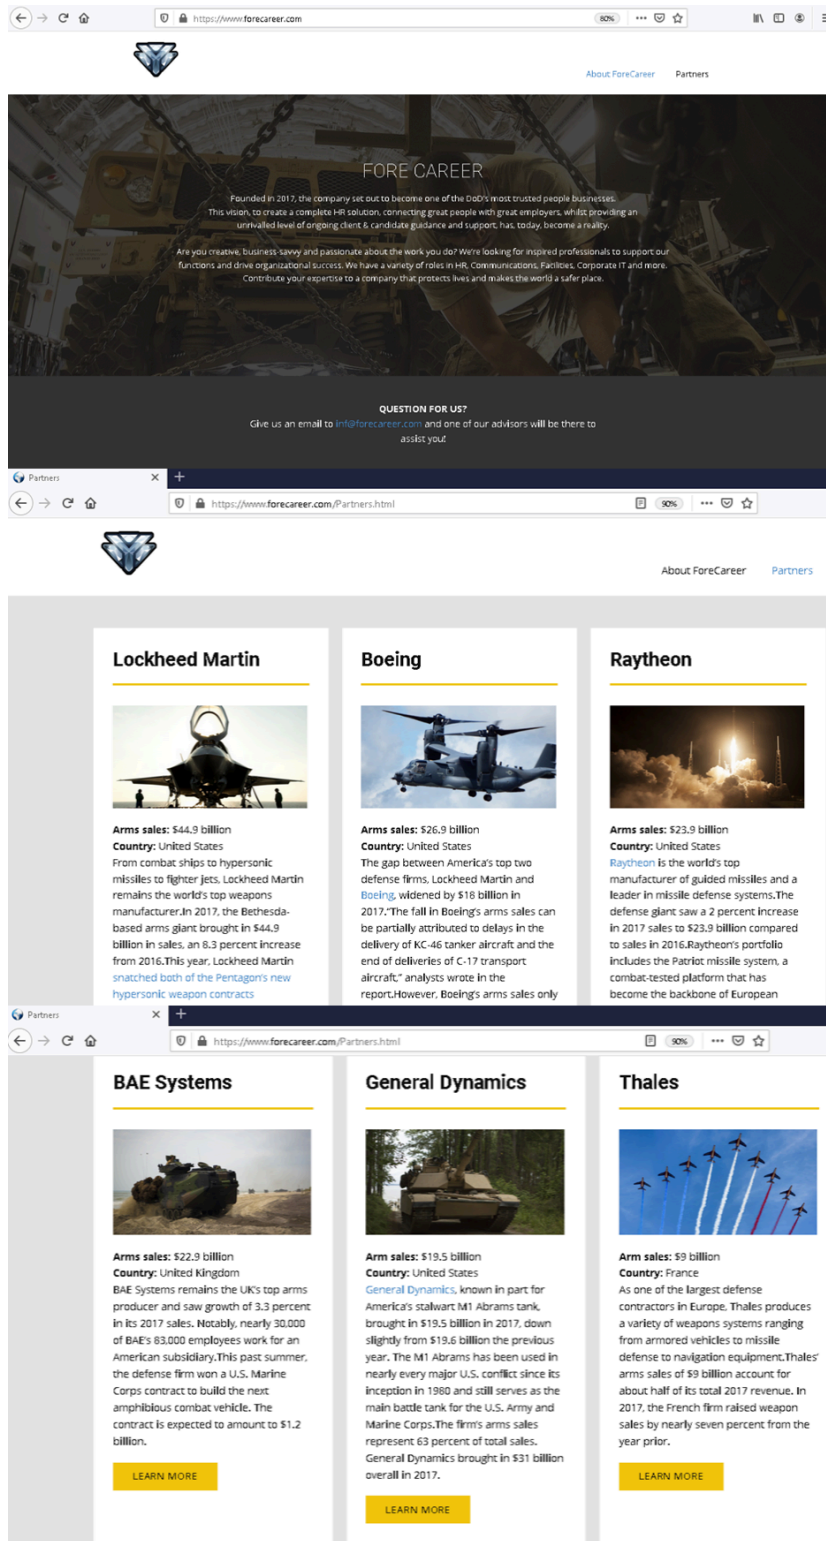 https://www.forecareer.com
80%
About ForeCareer
Partners
FORE CAREER
Founded in 2017, the company set out to become one of the DoD's most trusted people businesses.
This vision, to create a complete HR solution, connecting great people with great employers, whilst providing an
unrivalled level of ongoing client & candidate guidance and support, has, today, become a reality.
Are you creative, business-savvy and passionate about the work you do? We're looking for inspired professionals to support our
functions and drive organizational success. We have a variety of roles in HR, Communications, Facilities, Corporate IT and more.
Contribute your expertise to a company that protects lives and makes the world a safer place.
QUESTION FOR US?
Give us an email to inf@forecareer.com and one of our advisors will be there to
assist you!
Partners
https://www.forecareer.com/Partners.html
90%
About ForeCareer
Partners
Lockheed Martin
Arms sales: $44.9 billion
Country: United States
From combat ships to hypersonic
missiles to fighter jets, Lockheed Martin
remains the world's top weapons
manufacturer.In 2017, the Bethesda-
based arms giant brought in $44.9
billion in sales, an 8.3 percent increase
from 2016.This year, Lockheed Martin
snatched both of the Pentagon's new
hypersonic weapon contracts
Boeing
Arms sales: $26.9 billion
Country: United States
The gap between America's top two
defense firms, Lockheed Martin and
Boeing, widened by $18 billion in
2017."The fall in Boeing's arms sales can
be partially attributed to delays in the
delivery of KC-46 tanker aircraft and the
end of deliveries of C-17 transport
aircraft," analysts wrote in the
report.However, Boeing's arms sales only
Raytheon
Arms sales: $23.9 billion
Country: United States
Raytheon is the world's top
manufacturer of guided missiles and a
leader in missile defense systems.The
defense giant saw a 2 percent increase
in 2017 sales to $23.9 billion compared
to sales in 2016.Raytheon's portfolio
includes the Patriot missile system, a
combat-tested platform that has
become the backbone of European
Partners
https://www.forecareer.com/Partners.html
90%
BAE Systems
Arms sales: $22.9 billion
Country: United Kingdom
BAE Systems remains the UK's top arms
producer and saw growth of 3.3 percent
in its 2017 sales. Notably, nearly 30,000
of BAE's 83,000 employees work for an
American subsidiary.This past summer,
the defense firm won a U.S. Marine
Corps contract to build the next
amphibious combat vehicle. The
contract is expected to amount to $1.2
billion.
LEARN MORE
General Dynamics
Arm sales: $19.5 billion
Country: United States
General Dynamics, known in part for
America's stalwart M1 Abrams tank,
brought in $19.5 billion in 2017, down
slightly from $19.6 billion the previous
year. The M1 Abrams has been used in
nearly every major U.S. conflict since its
inception in 1980 and still serves as the
main battle tank for the U.S. Army and
Marine Corps.The firm's arms sales
represent 63 percent of total sales.
General Dynamics brought in $31 billion
overall in 2017.
LEARN MORE
Thales
Arm sales: $9 billion
Country: France
As one of the largest defense
contractors in Europe, Thales produces
a variety of weapons systems ranging
from armored vehicles to missile
defense to navigation equipment.Thales'
arms sales of $9 billion account for
about half of its total 2017 revenue. In
2017, the French firm raised weapon
sales by nearly seven percent from the
year prior.
LEARN MORE